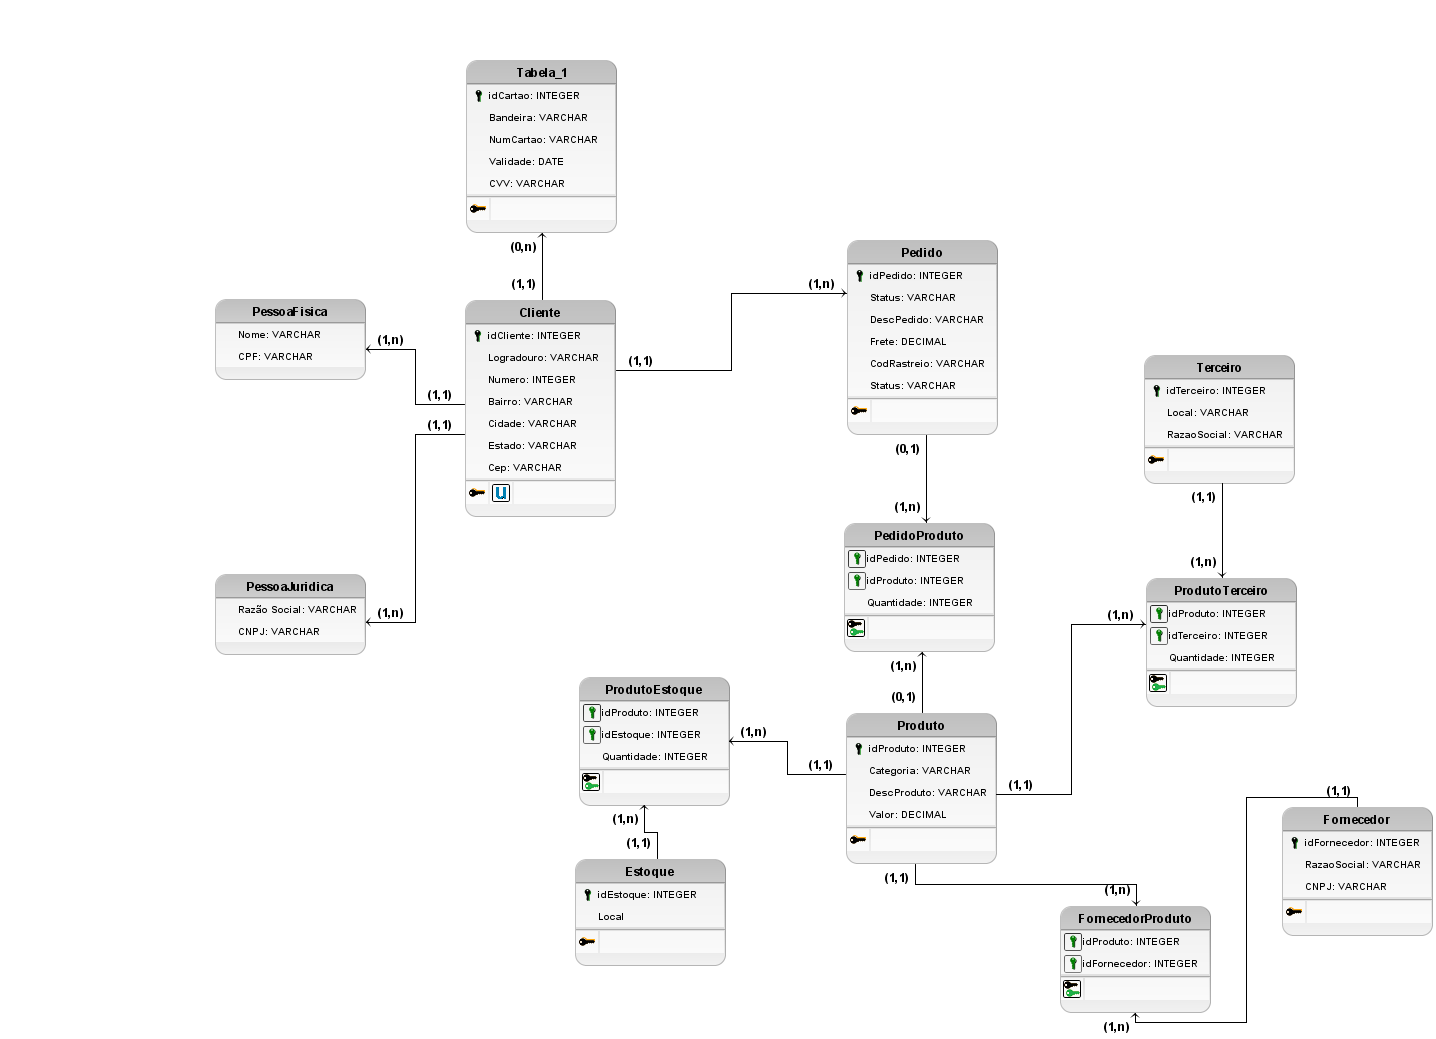 Tabela_1
idCartao: INTEGER
Bandeira: VARCHAR
NumCartao: VARCHAR
Validade: DATE
CVV: VARCHAR
(0,n)
(1,1)
PessoaFisica
Nome: VARCHAR
CPF: VARCHAR
(1,n)
(1,1)
(1,1)
Cliente
idCliente: INTEGER
Logradouro: VARCHAR
Numero: INTEGER
Bairro: VARCHAR
Cidade: VARCHAR
Estado: VARCHAR
Cep: VARCHAR
u
(1,1)
(1,n)
Pedido
idPedido: INTEGER
Status: VARCHAR
DescPedido: VARCHAR
Frete: DECIMAL
CodRastreio: VARCHAR
Status: VARCHAR
(0,1)
(1,n)
Terceiro
idTerceiro: INTEGER
Local: VARCHAR
RazaoSocial: VARCHAR
(1,1)
(1,n)
PessoaJuridica
Razão Social: VARCHAR
CNPJ: VARCHAR
(1,n)
PedidoProduto
idPedido: INTEGER
idProduto: INTEGER
Quantidade: INTEGER
(1,n)
(0,1)
ProdutoTerceiro
idProduto: INTEGER
idTerceiro: INTEGER
Quantidade: INTEGER
(1,n)
ProdutoEstoque
idProduto: INTEGER
idEstoque: INTEGER
Quantidade: INTEGER
(1,n)
(1,1)
Produto
idProduto: INTEGER
Categoria: VARCHAR
DescProduto: VARCHAR
Valor: DECIMAL
(1,1)
(1,n)
(1,1)
Estoque
idEstoque: INTEGER
Local
(1,1)
(1,n)
(1,1)
Fornecedor
idFornecedor: INTEGER
RazaoSocial: VARCHAR
CNPJ: VARCHAR
FornecedorProduto
idProduto: INTEGER
idFornecedor: INTEGER
(1,n)